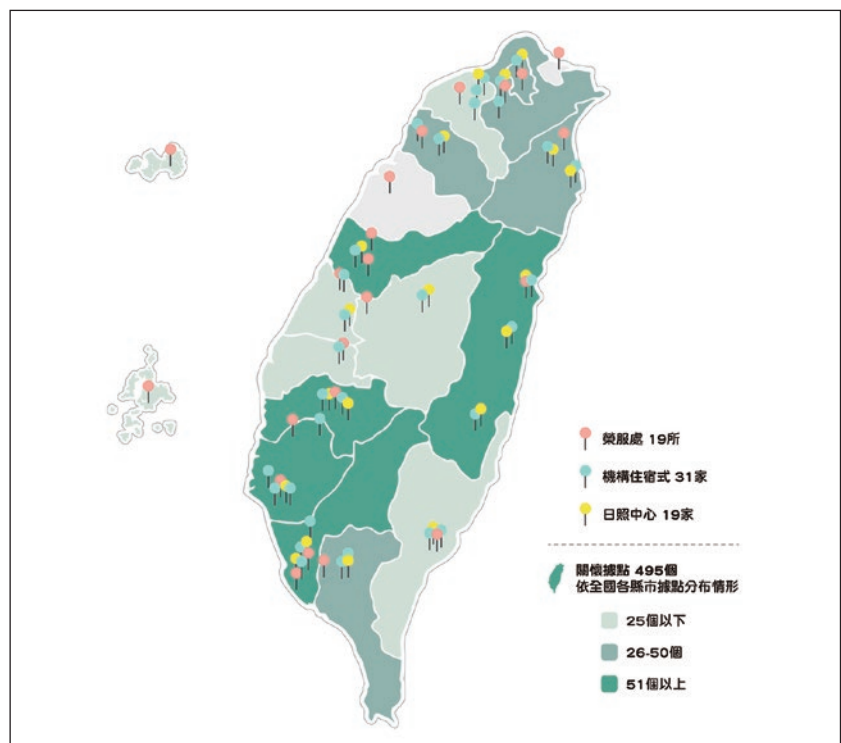 榮服處 19所
機構住宿式 31家
日照中心 19家
關懷據點 495個
依全國各縣市據點分布情形
25個以下
26-50個
51個以上